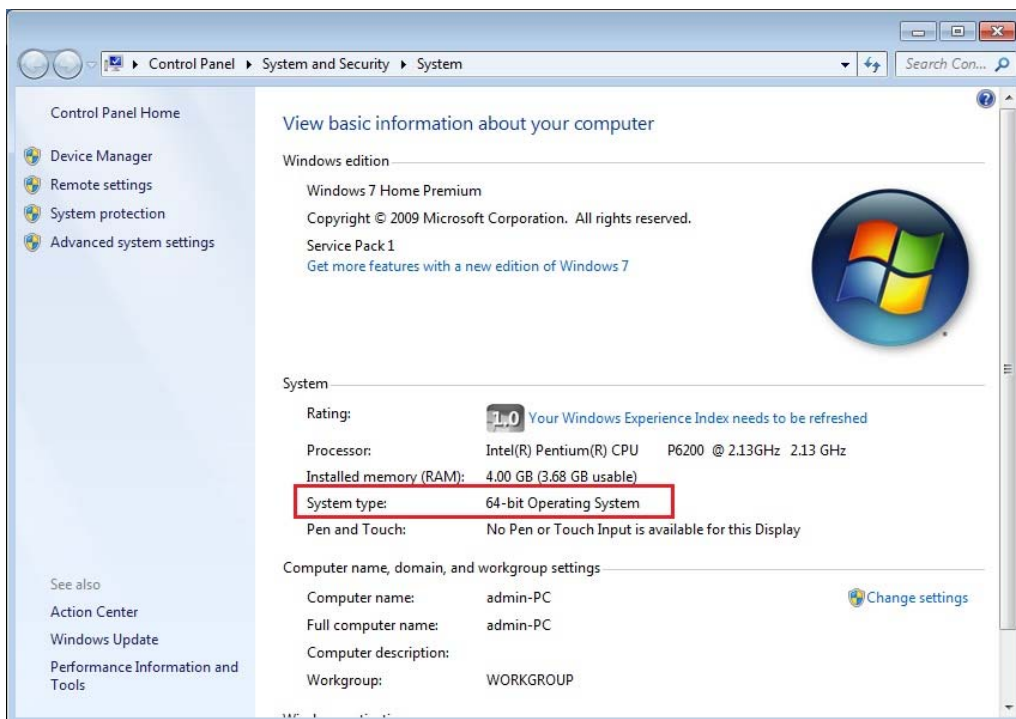 Control Panel ▸ System and Security ▸ System
Search Con...
Control Panel Home
Device Manager
Remote settings
System protection
Advanced system settings
See also
Action Center
Windows Update
Performance Information and
Tools
View basic information about your computer
Windows edition
Windows 7 Home Premium
Copyright © 2009 Microsoft Corporation. All rights reserved.
Service Pack 1
Get more features with a new edition of Windows 7
System
Rating: 1.0 Your Windows Experience Index needs to be refreshed
Processor: Intel(R) Pentium(R) CPU P6200 @ 2.13GHz 2.13 GHz
Installed memory (RAM): 4.00 GB (3.68 GB usable)
System type: 64-bit Operating System
Pen and Touch: No Pen or Touch Input is available for this Display
Computer name, domain, and workgroup settings
Computer name: admin-PC
Change settings
Full computer name: admin-PC
Computer description:
Workgroup: WORKGROUP